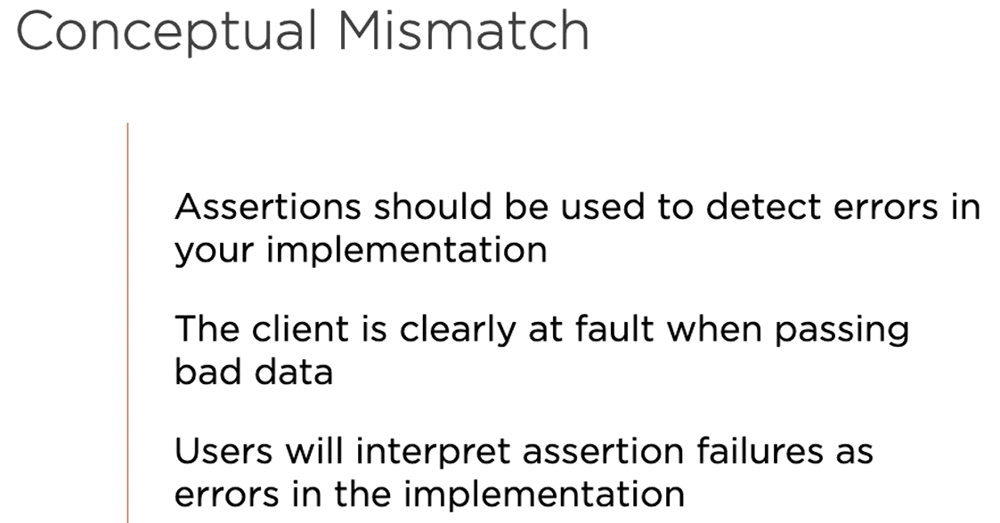 Conceptual Mismatch
Assertions should be used to detect errors in
your implementation
The client is clearly at fault when passing
bad data
Users will interpret assertion failures as
errors in the implementation